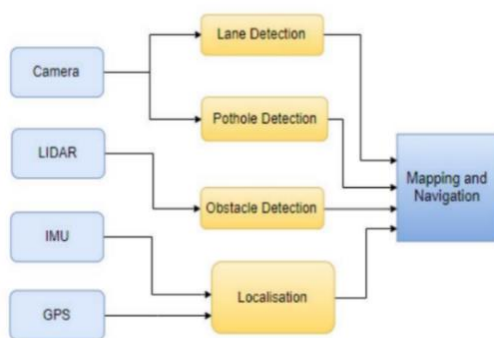 Lane Detection
Camera
Pothole Detection
LIDAR
Mapping and
Navigation
Obstacle Detection
IMU
Localisation
GPS